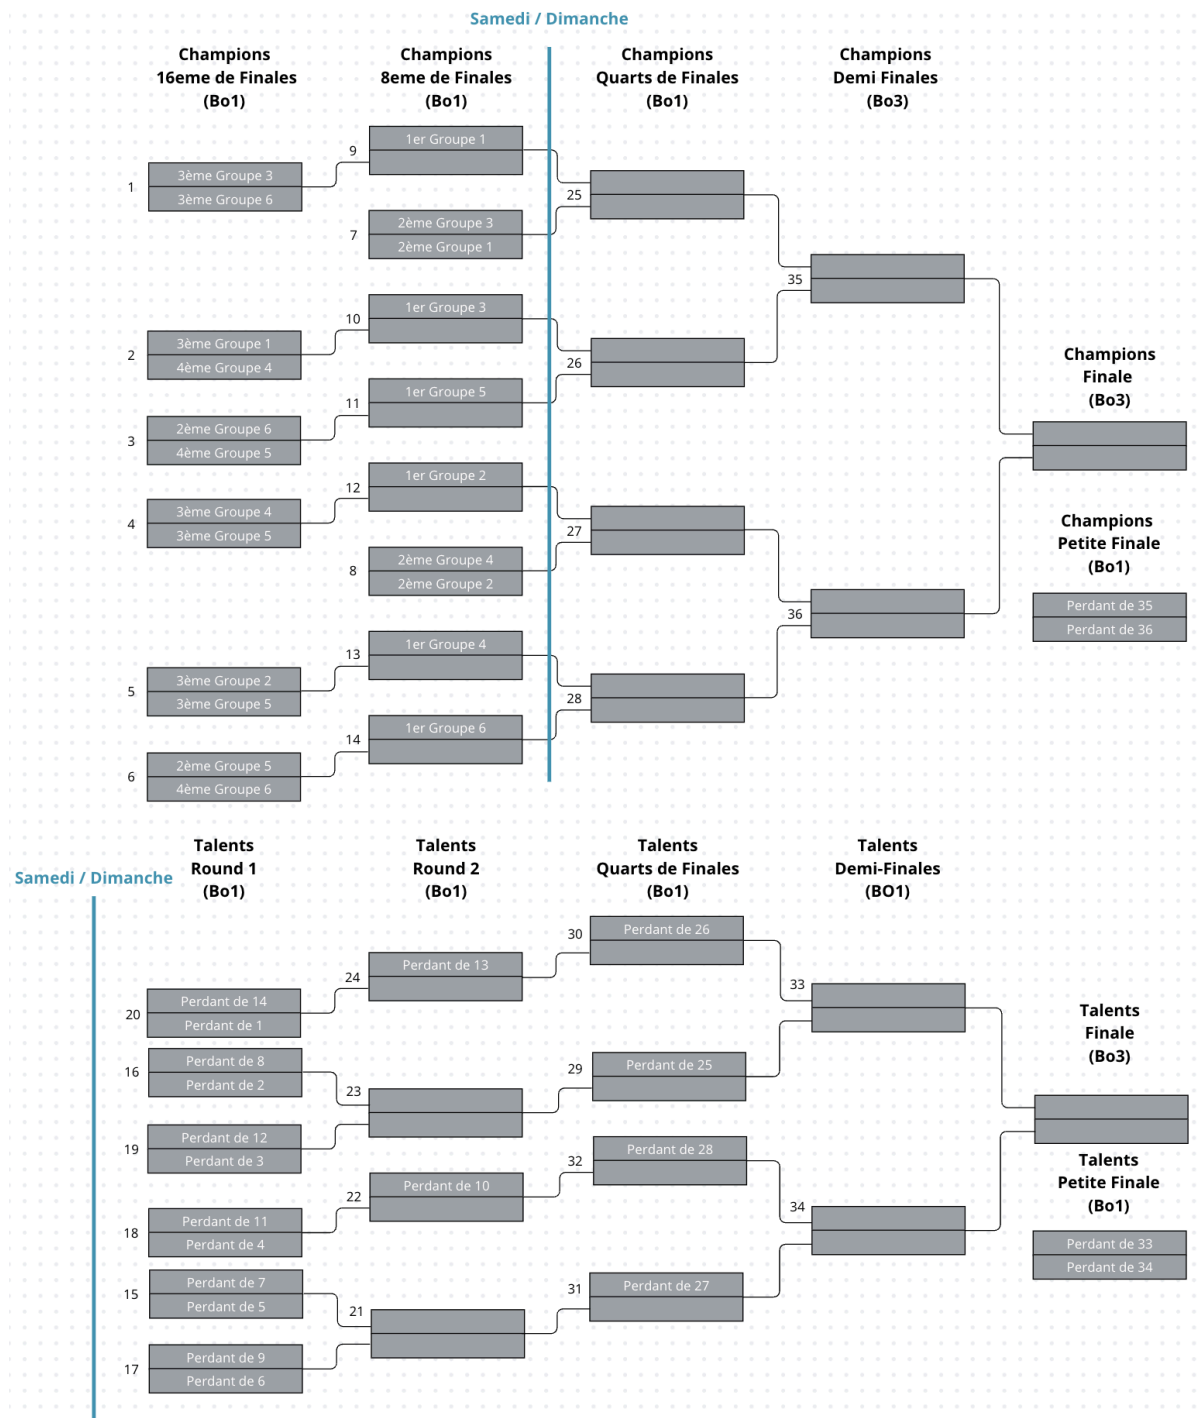 Samedi / Dimanche
Champions
16eme de Finales
(Bo1)
Champions
8eme de Finales
(Bo1)
Champions
Quarts de Finales
(Bo1)
Champions
Demi Finales
(Bo3)
1
3ème Groupe 3
3ème Groupe 6
2
3ème Groupe 1
4ème Groupe 4
3
2ème Groupe 6
4ème Groupe 5
4
3ème Groupe 4
3ème Groupe 5
5
3ème Groupe 2
3ème Groupe 5
6
2ème Groupe 5
4ème Groupe 6
9
1er Groupe 1
7
2ème Groupe 3
2ème Groupe 1
10
1er Groupe 3
11
1er Groupe 5
12
1er Groupe 2
8
2ème Groupe 4
2ème Groupe 2
13
1er Groupe 4
14
1er Groupe 6
25
26
27
28
35
36
Champions
Finale
(Bo3)
Champions
Petite Finale
(Bo1)
Perdant de 35
Perdant de 36
Samedi / Dimanche
Talents
Round 1
(Bo1)
Talents
Round 2
(Bo1)
Talents
Quarts de Finales
(Bo1)
Talents
Demi-Finales
(BO1)
20
Perdant de 14
Perdant de 1
16
Perdant de 8
Perdant de 2
19
Perdant de 12
Perdant de 3
18
Perdant de 11
Perdant de 4
15
Perdant de 7
Perdant de 5
17
Perdant de 9
Perdant de 6
24
Perdant de 13
23
22
Perdant de 10
21
30
Perdant de 26
29
Perdant de 25
32
Perdant de 28
31
Perdant de 27
33
34
Talents
Finale
(Bo3)
Talents
Petite Finale
(Bo1)
Perdant de 33
Perdant de 34